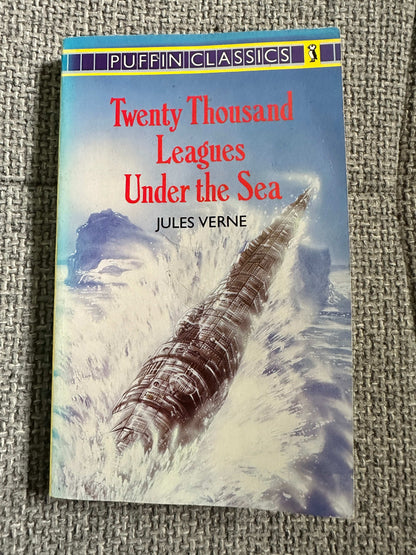 PUFFIN CLASSICS
Twenty Thousand
Leagues
Under the Sea
JULES VERNE